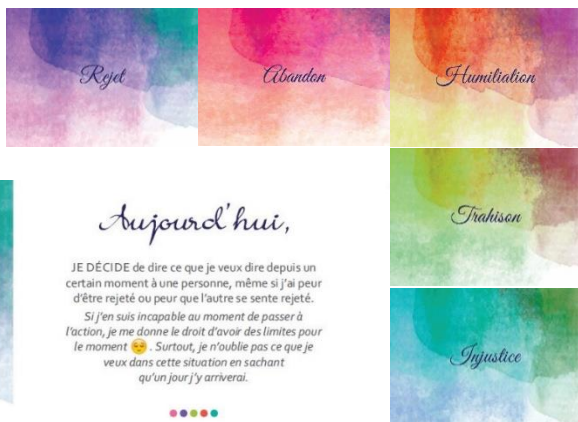 Rejet
Abandon
Humiliation
Trahison
Injustice
Aujourd'hui,
JE DÉCIDE de dire ce que je veux dire depuis un
certain moment à une personne, même si j'ai peur
d'être rejeté ou peur que l'autre se sente rejeté.
Si j'en suis incapable au moment de passer à
l'action, je me donne le droit d'avoir des limites pour
le moment 😌 . Surtout, je n'oublie pas ce que je
veux dans cette situation en sachant
qu'un jour j'y arriverai.